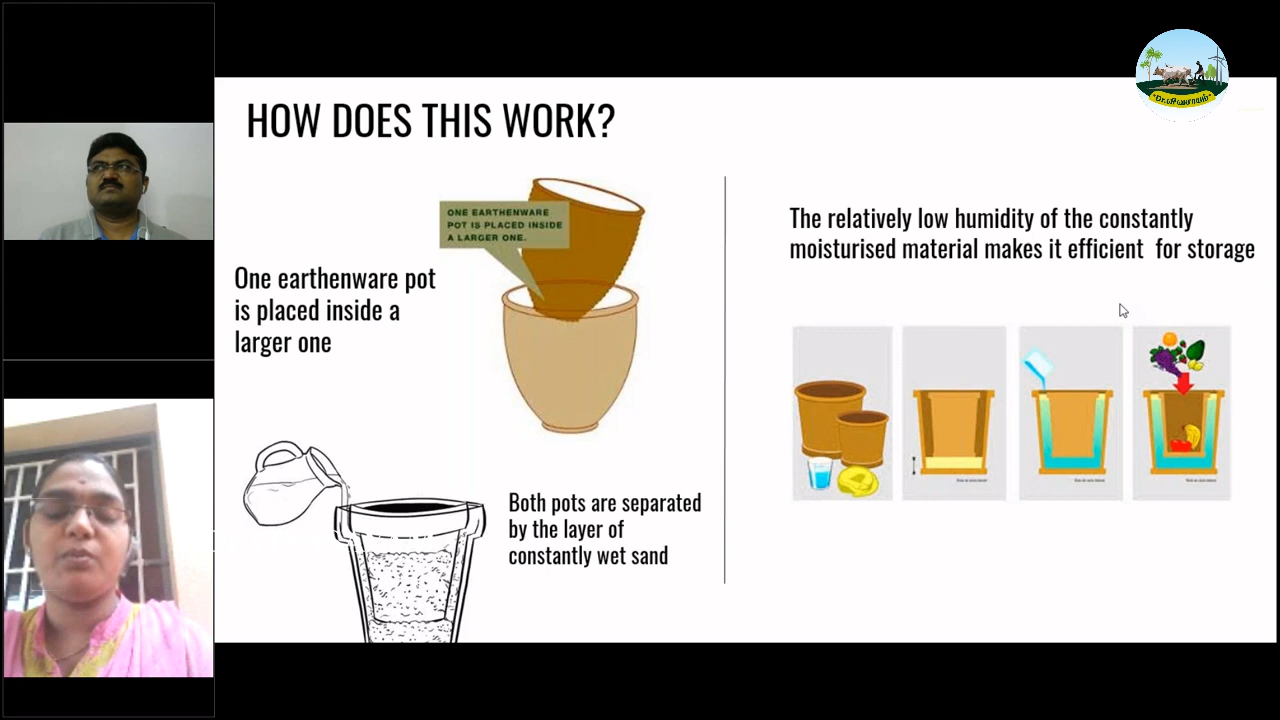 HOW DOES THIS WORK?
ONE EARTHENWARE
POT IS PLACED INSIDE
A LARGER ONE.
One earthenware pot
is placed inside a
larger one
Both pots are separated
by the layer of
constantly wet sand
The relatively low humidity of the constantly
moisturised material makes it efficient for storage